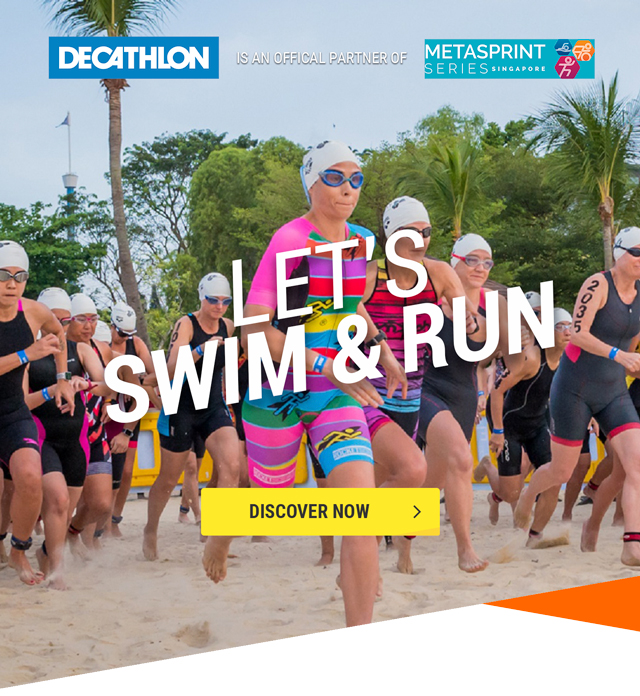 DECATHLON
IS AN OFFICAL PARTNER OF
METASPRINT
SERIES SINGAPORE
LET'S
SWIM & RUN
2035
DISCOVER NOW